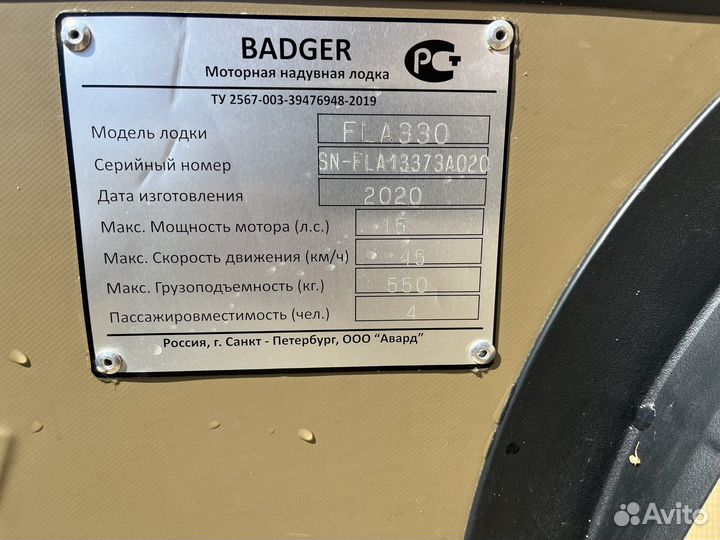 BADGER
Моторная надувная лодка
РСТ
ТУ 2567-003-39476948-2019
Модель лодки FLA330
Серийный номер SN-FLA13373A020
Дата изготовления 2020
Макс. Мощность мотора (л.с.) 15
Макс. Скорость движения (км/ч) 45
Макс. Грузоподъемность (кг.) 550
Пассажировместимость (чел.) 4
Россия, г. Санкт - Петербург, ООО "Авард"
Avito